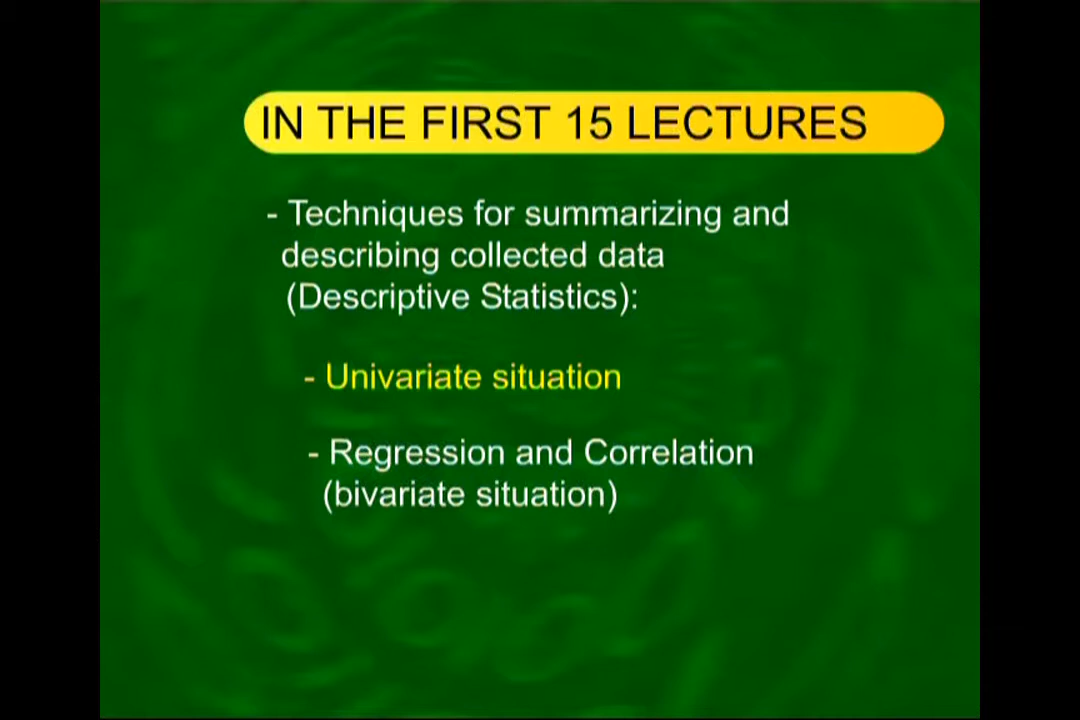 IN THE FIRST 15 LECTURES
- Techniques for summarizing and
describing collected data
(Descriptive Statistics):
- Univariate situation
- Regression and Correlation
(bivariate situation)